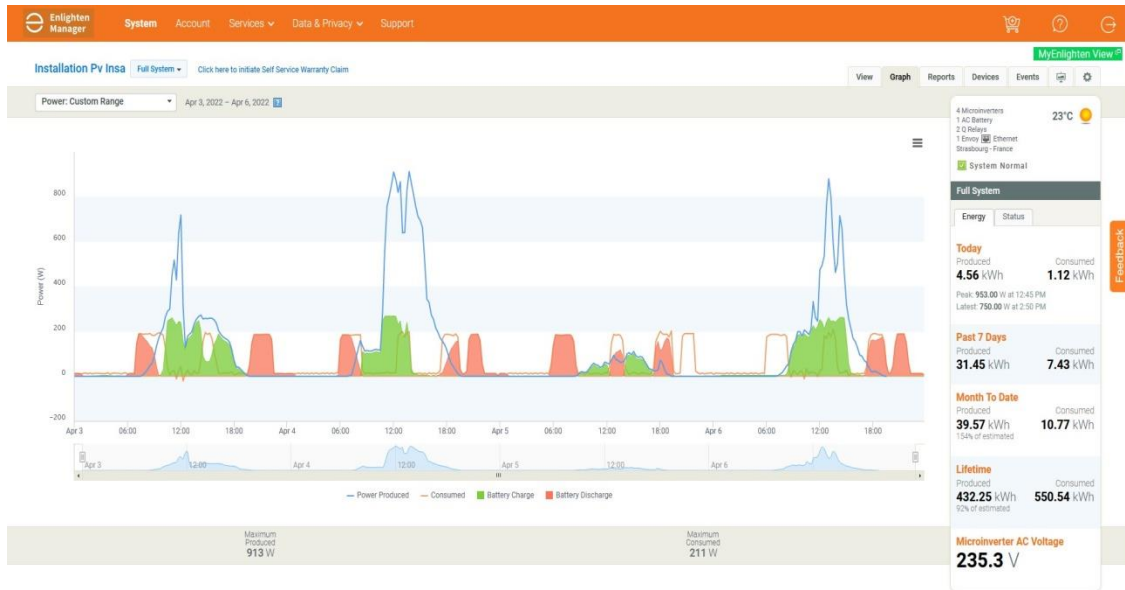 Enlighten Manager
System Account Services Data & Privacy Support
MyEnlighten View
Installation Pv Insa Full System Click here to initiate Self Service Warranty Claim
View Graph Reports Devices Events
Power: Custom Range Apr 3, 2022 – Apr 6, 2022 ?
4 Microinverters
1 AC Battery
2 Q Relays
1 Envoy Ethernet
Strasbourg - France
23°C
System Normal
Full System
Energy Status
Today
Produced Consumed
4.56 kWh 1.12 kWh
Peak: 953.00 W at 12:45 PM
Latest: 750.00 W at 2:50 PM
Past 7 Days
Produced Consumed
31.45 kWh 7.43 kWh
Month To Date
Produced Consumed
39.57 kWh 10.77 kWh
154% of estimated
Lifetime
Produced Consumed
432.25 kWh 550.54 kWh
92% of estimated
Microinverter AC Voltage
235.3 V
Feedback
Power (W)
800
600
400
200
0
-200
Apr 3 06:00 12:00 18:00 Apr 4 06:00 12:00 18:00 Apr 5 06:00 12:00 18:00 Apr 6 06:00 12:00 18:00
Apr 3 12:00 Apr 4 12:00 Apr 5 12:00 Apr 6
Power Produced Consumed Battery Charge Battery Discharge
Maximum Produced
913 W
Maximum Consumed
211 W